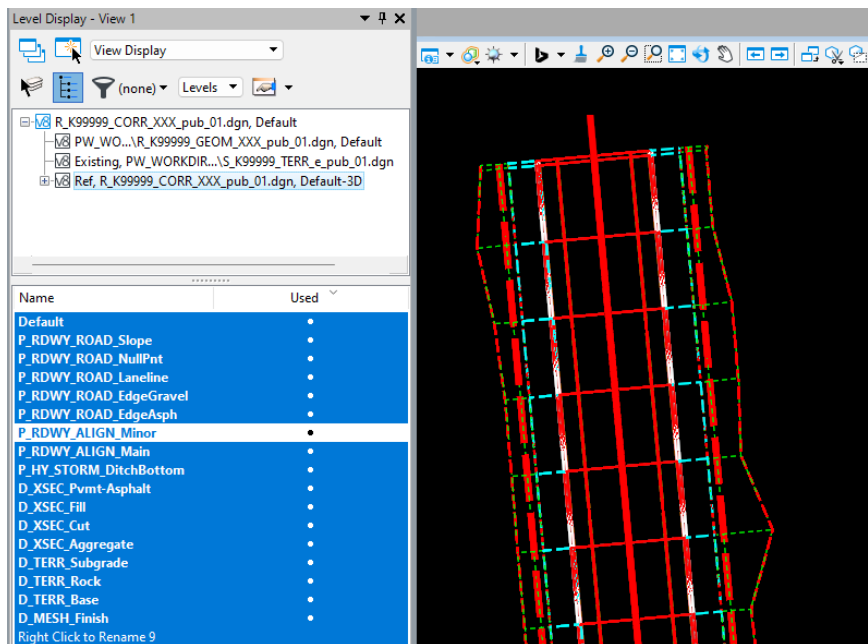 Level Display - View 1
View Display
(none)
Levels
R_K99999_CORR_XXX_pub_01.dgn, Default
PW_WO...\R_K99999_GEOM_XXX_pub_01.dgn, Default
Existing, PW_WORKDIR...\S_K99999_TERR_e_pub_01.dgn
Ref, R_K99999_CORR_XXX_pub_01.dgn, Default-3D
Name Used
Default
P_RDWY_ROAD_Slope
P_RDWY_ROAD_NullPnt
P_RDWY_ROAD_Laneline
P_RDWY_ROAD_EdgeGravel
P_RDWY_ROAD_EdgeAsph
P_RDWY_ALIGN_Minor
P_RDWY_ALIGN_Main
P_HY_STORM_DitchBottom
D_XSEC_Pvmt-Asphalt
D_XSEC_Fill
D_XSEC_Cut
D_XSEC_Aggregate
D_TERR_Subgrade
D_TERR_Rock
D_TERR_Base
D_MESH_Finish
Right Click to Rename 9